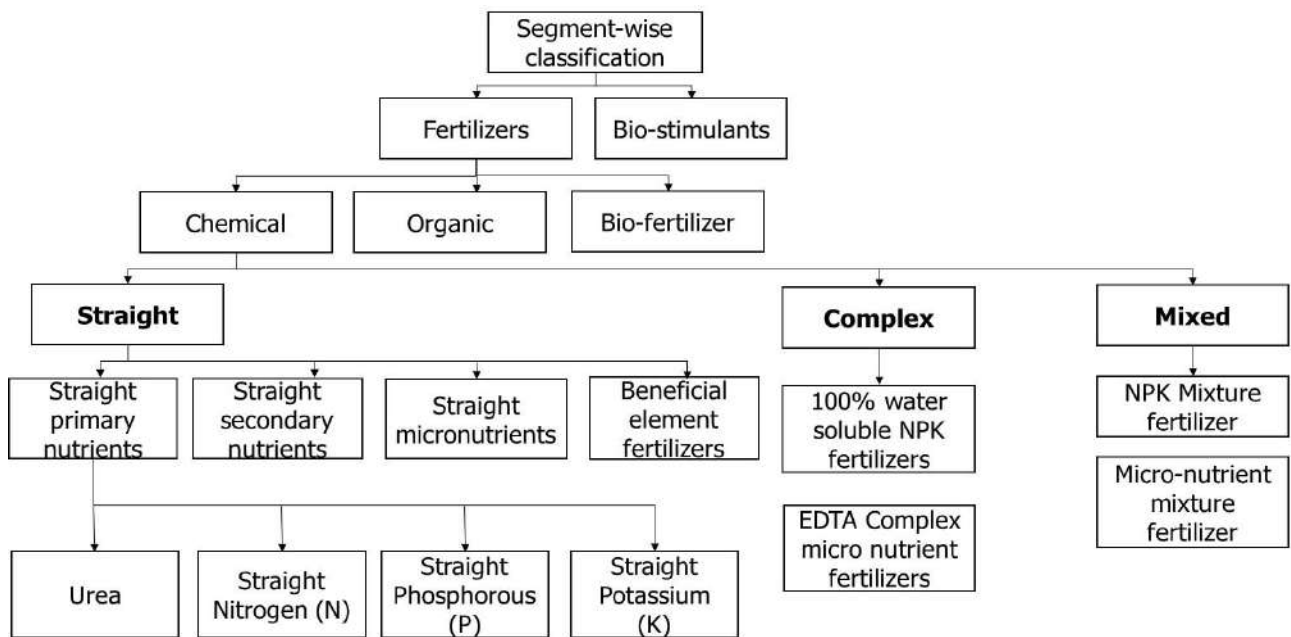 Segment-wise
classification
Fertilizers
Bio-stimulants
Chemical
Organic
Bio-fertilizer
Straight
Complex
Mixed
Straight
primary
nutrients
Straight
secondary
nutrients
Straight
micronutrients
Beneficial
element
fertilizers
100% water
soluble NPK
fertilizers
NPK Mixture
fertilizer
EDTA Complex
micro nutrient
fertilizers
Micro-nutrient
mixture
fertilizer
Urea
Straight
Nitrogen (N)
Straight
Phosphorous
(P)
Straight
Potassium
(K)